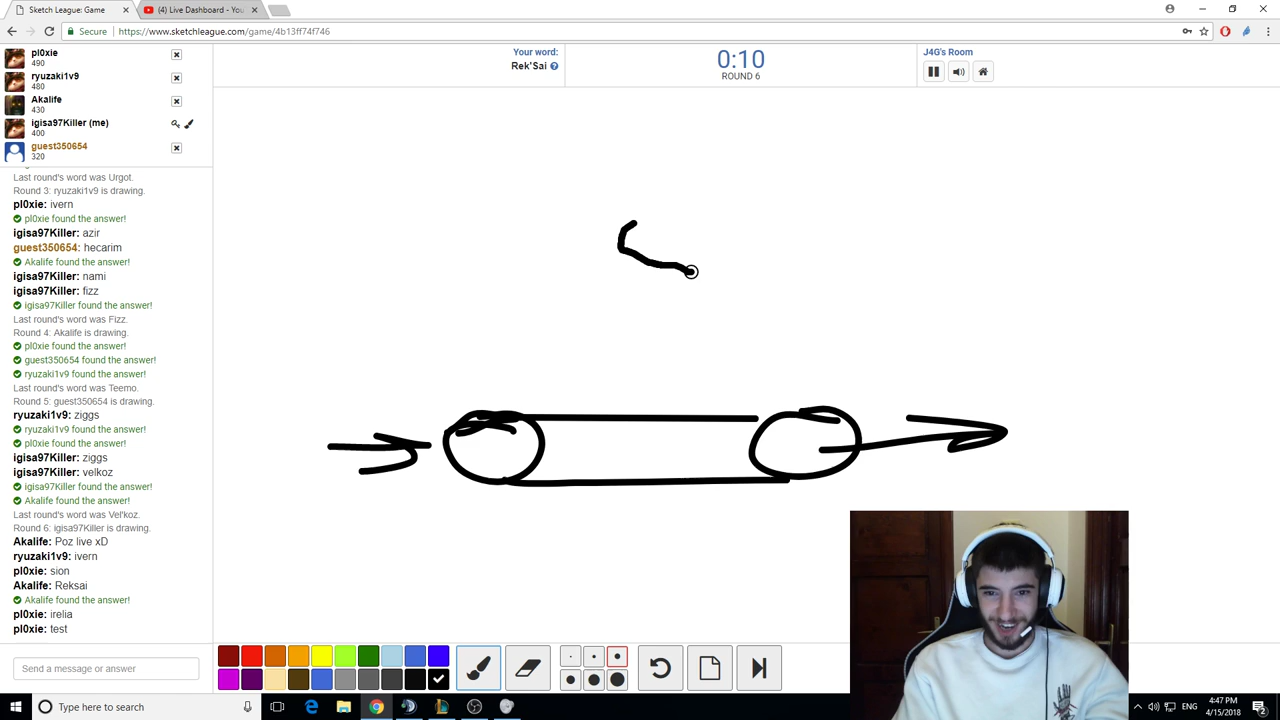 Sketch League: Game
(4) Live Dashboard - You
Secure
https://www.sketchleague.com/game/4b13ff74f746
pl0xie
490
ryuzaki1v9
480
Akalife
430
igisa97Killer (me)
400
guest350654
320
Your word:
Rek'Sai
0:10
ROUND 6
J4G's Room
Last round's word was Urgot.
Round 3: ryuzaki1v9 is drawing.
pl0xie: ivern
pl0xie found the answer!
igisa97Killer: azir
guest350654: hecarim
Akalife found the answer!
igisa97Killer: nami
igisa97Killer: fizz
igisa97Killer found the answer!
Last round's word was Fizz.
Round 4: Akalife is drawing.
pl0xie found the answer!
guest350654 found the answer!
ryuzaki1v9 found the answer!
Last round's word was Teemo.
Round 5: guest350654 is drawing.
ryuzaki1v9: ziggs
ryuzaki1v9 found the answer!
pl0xie found the answer!
igisa97Killer: ziggs
igisa97Killer: velkoz
igisa97Killer found the answer!
Akalife found the answer!
Last round's word was Vel'koz.
Round 6: igisa97Killer is drawing.
Akalife: Poz live xD
ryuzaki1v9: ivern
pl0xie: sion
Akalife: Reksai
Akalife found the answer!
pl0xie: irelia
pl0xie: test
Send a message or answer
Type here to search
ENG
4:47 PM
4/15/2018
2